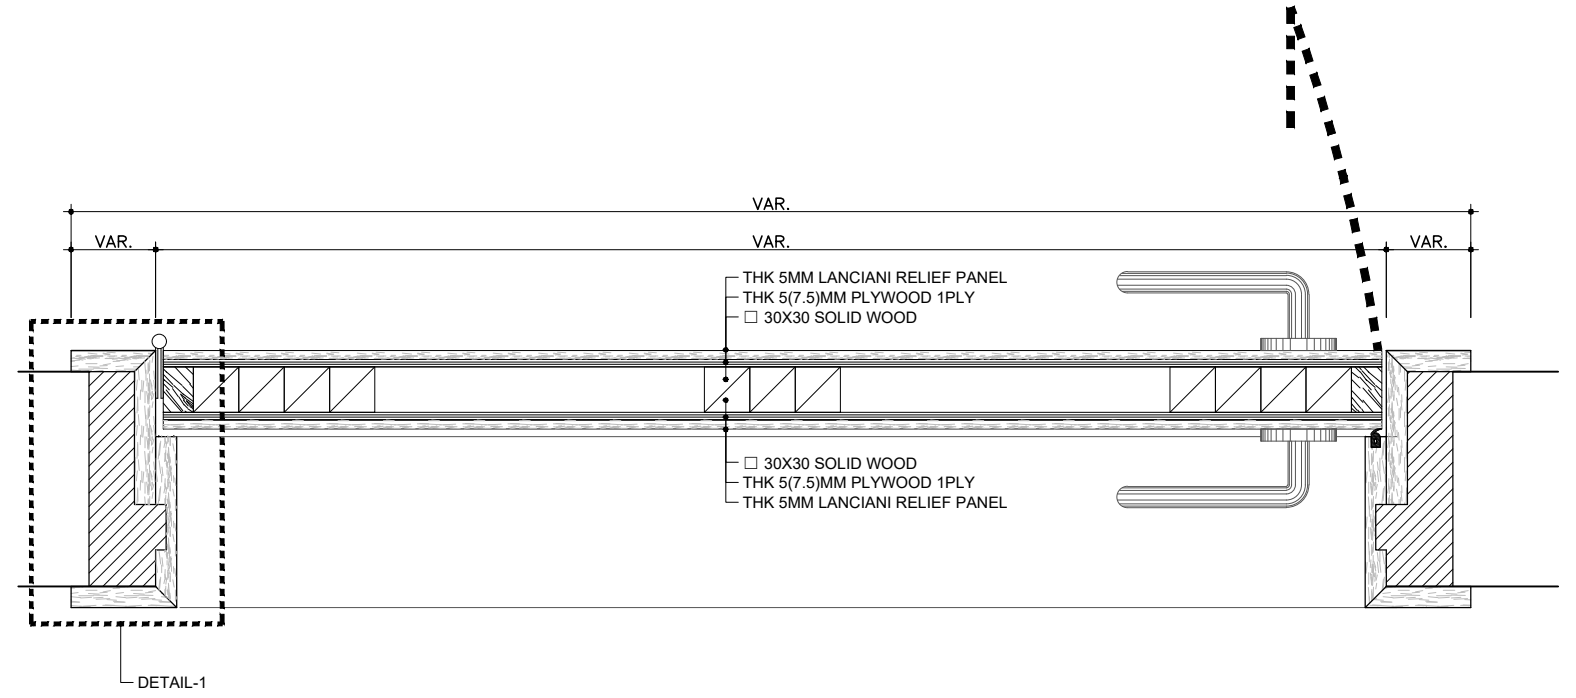 VAR.
VAR.
VAR.
VAR.
THK 5MM LANCIANI RELIEF PANEL
THK 5(7.5)MM PLYWOOD 1PLY
□ 30X30 SOLID WOOD
□ 30X30 SOLID WOOD
THK 5(7.5)MM PLYWOOD 1PLY
THK 5MM LANCIANI RELIEF PANEL
DETAIL-1